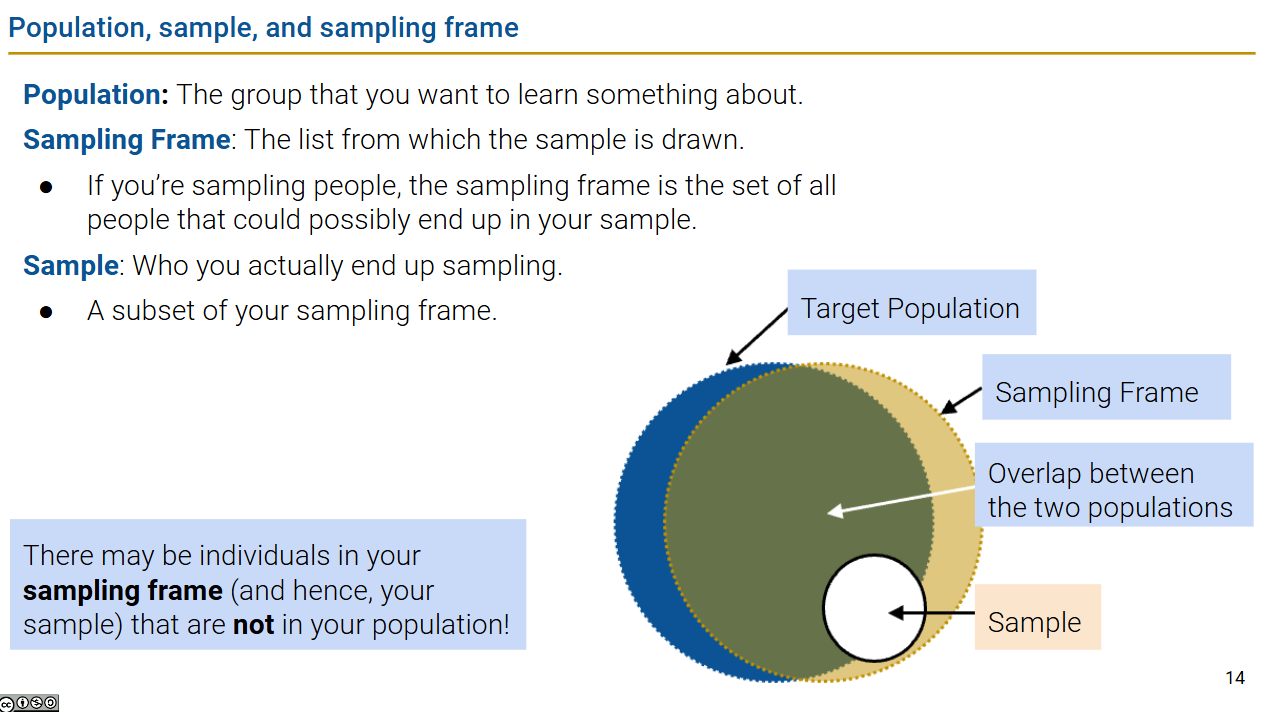 Population, sample, and sampling frame
Population: The group that you want to learn something about.
Sampling Frame: The list from which the sample is drawn.
● If you’re sampling people, the sampling frame is the set of all
people that could possibly end up in your sample.
Sample: Who you actually end up sampling.
● A subset of your sampling frame.
Target Population
Sampling Frame
Overlap between
the two populations
Sample
There may be individuals in your
sampling frame (and hence, your
sample) that are not in your population!
14
cc